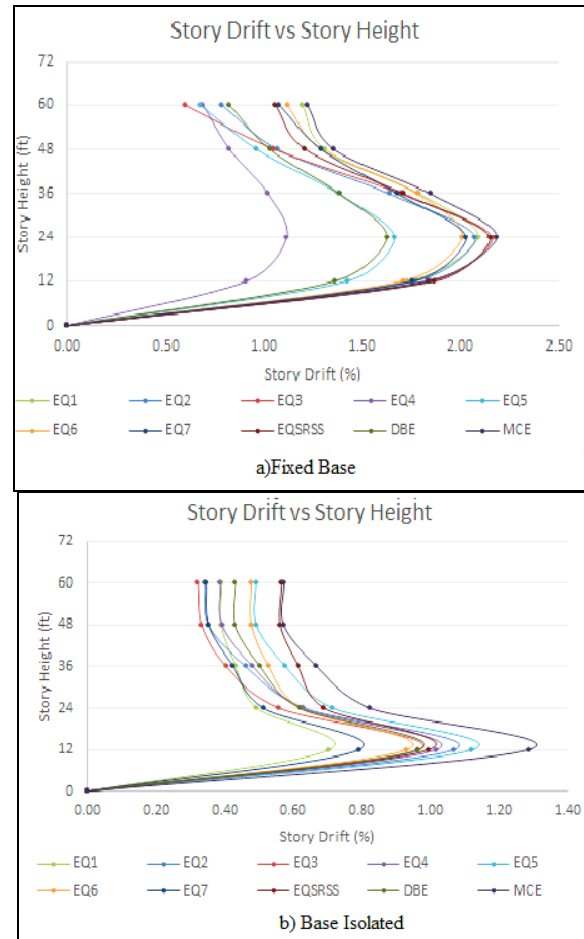 Story Drift vs Story Height
72
60
48
36
24
12
0
Story Height (ft)
0.00 0.50 1.00 1.50 2.00 2.50
Story Drift (%)
EQ1 EQ2 EQ3 EQ4 EQ5
EQ6 EQ7 EQSRSS DBE MCE
a)Fixed Base
Story Drift vs Story Height
72
60
48
36
24
12
0
Story Height (ft)
0.00 0.20 0.40 0.60 0.80 1.00 1.20 1.40
Story Drift (%)
EQ1 EQ2 EQ3 EQ4 EQ5
EQ6 EQ7 EQSRSS DBE MCE
b) Base Isolated